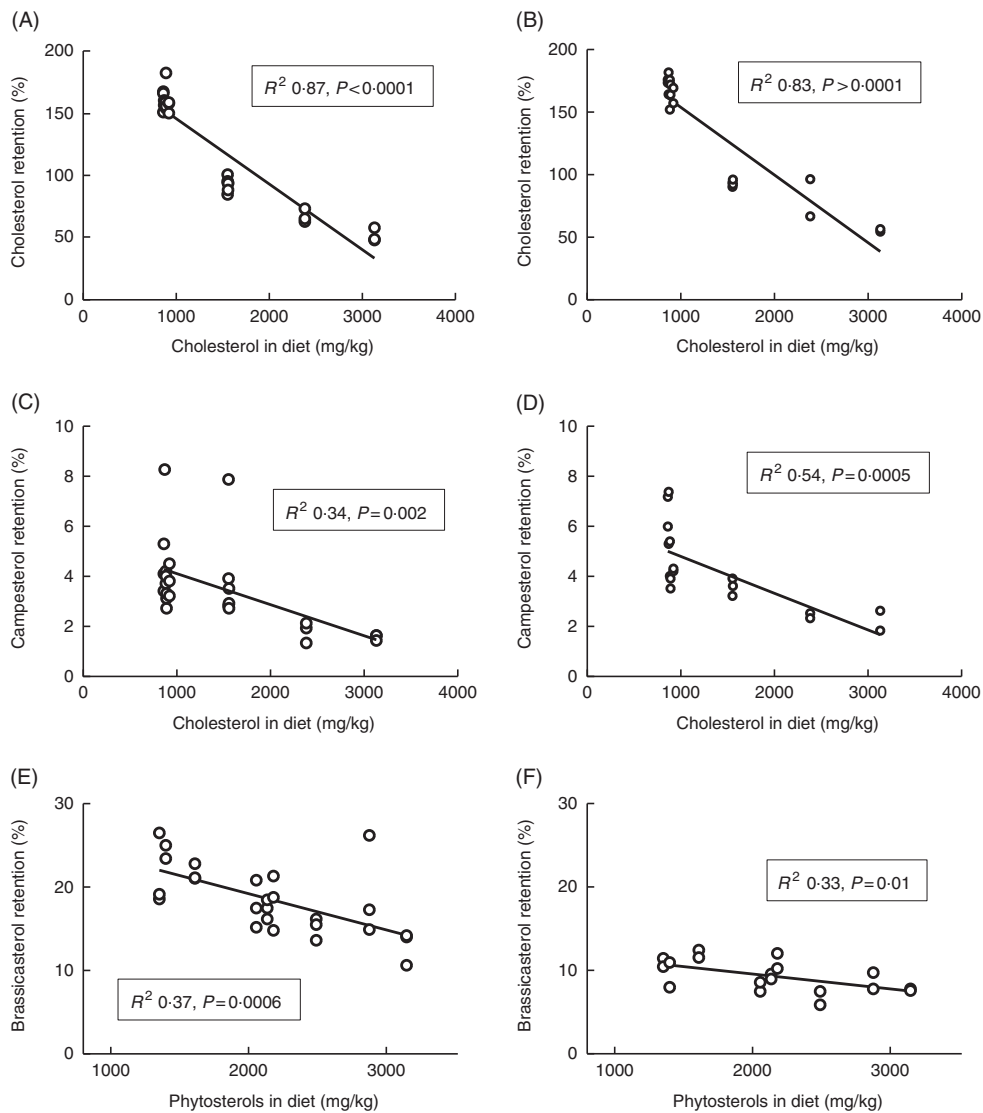 (A)
Cholesterol retention (%)
200
150
100
50
0
R² 0·87, P<0·0001
0 1000 2000 3000 4000
Cholesterol in diet (mg/kg)
(B)
Cholesterol retention (%)
200
150
100
50
0
R² 0·83, P>0·0001
0 1000 2000 3000 4000
Cholesterol in diet (mg/kg)
(C)
Campesterol retention (%)
10
8
6
4
2
0
R² 0·34, P=0·002
0 1000 2000 3000 4000
Cholesterol in diet (mg/kg)
(D)
Campesterol retention (%)
10
8
6
4
2
0
R² 0·54, P=0·0005
0 1000 2000 3000 4000
Cholesterol in diet (mg/kg)
(E)
Brassicasterol retention (%)
30
20
10
0
R² 0·37, P=0·0006
1000 2000 3000
Phytosterols in diet (mg/kg)
(F)
Brassicasterol retention (%)
30
20
10
0
R² 0·33, P=0·01
1000 2000 3000
Phytosterols in diet (mg/kg)